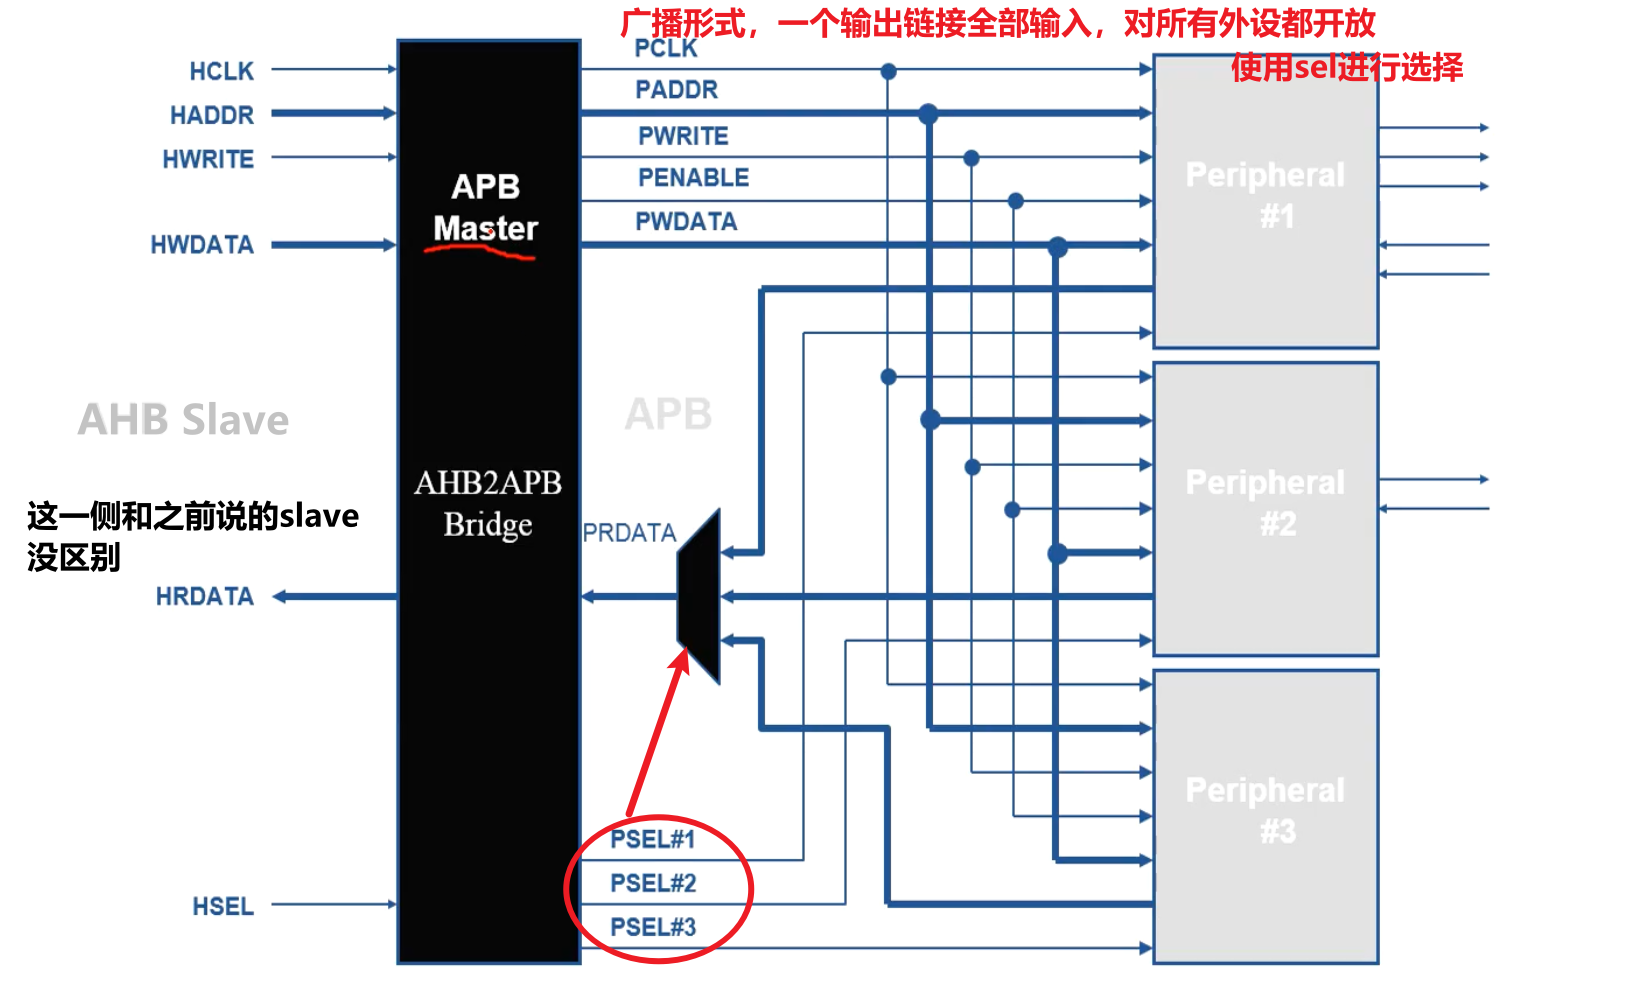 广播形式，一个输出链接全部输入，对所有外设都开放
使用sel进行选择
PCLK
HCLK
PADDR
HADDR
PWRITE
HWRITE
PENABLE
APB
Master
Peripheral
#1
PWDATA
HWDATA
AHB Slave
APB
AHB2APB
Bridge
Peripheral
#2
这一侧和之前说的slave
没区别
PRDATA
HRDATA
Peripheral
#3
PSEL#1
PSEL#2
HSEL
PSEL#3